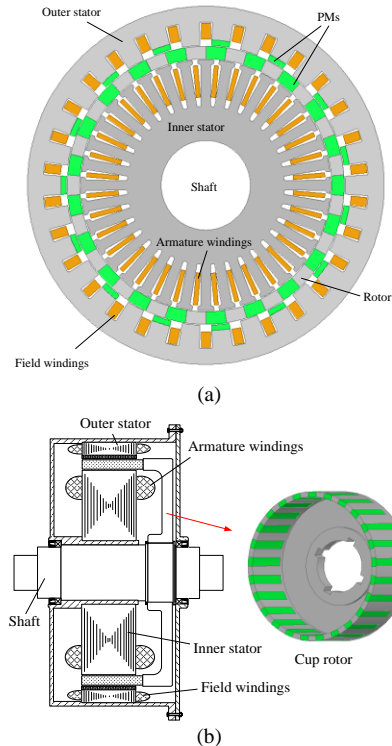 Outer stator
PMs
Inner stator
Shaft
Armature windings
Rotor
Field windings
(a)
Outer stator
Armature windings
Shaft
Inner stator
Cup rotor
Field windings
(b)